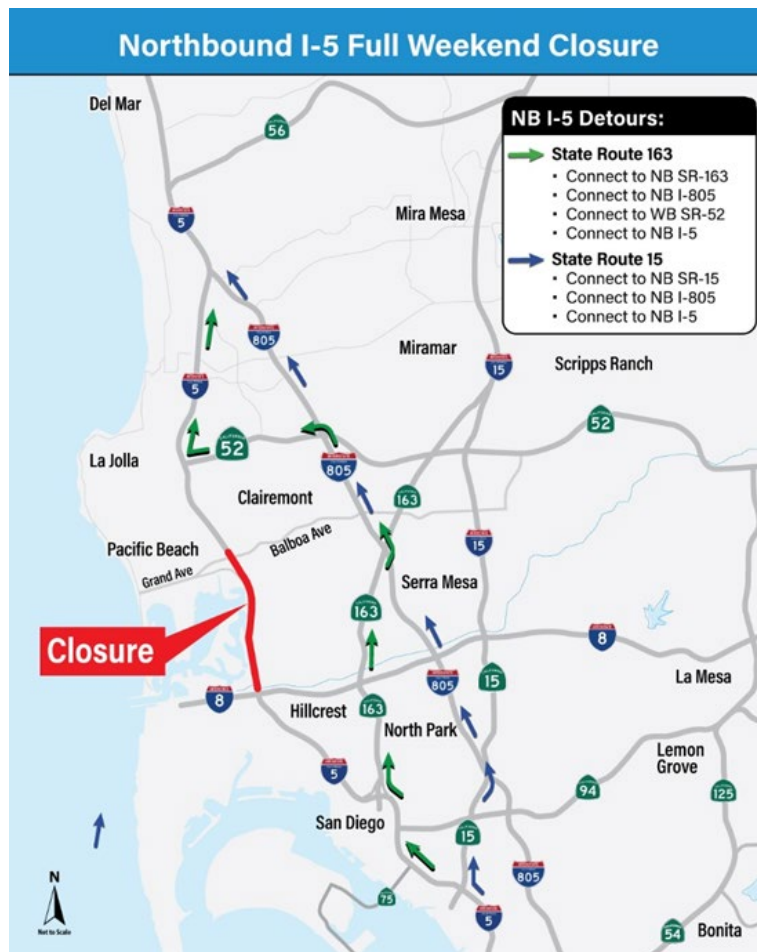 Northbound I-5 Full Weekend Closure
NB I-5 Detours:
State Route 163
· Connect to NB SR-163
· Connect to NB I-805
· Connect to WB SR-52
· Connect to NB I-5
State Route 15
· Connect to NB SR-15
· Connect to NB I-805
· Connect to NB I-5
Del Mar
56
5
Mira Mesa
805
Miramar
15
Scripps Ranch
5
La Jolla
52
52
805
Clairemont
163
Pacific Beach
Balboa Ave
15
Grand Ave
Serra Mesa
163
Closure
8
8
805
15
La Mesa
Hillcrest
163
North Park
5
Lemon
Grove
94
125
San Diego
15
805
75
5
54
Bonita
N
Not to Scale